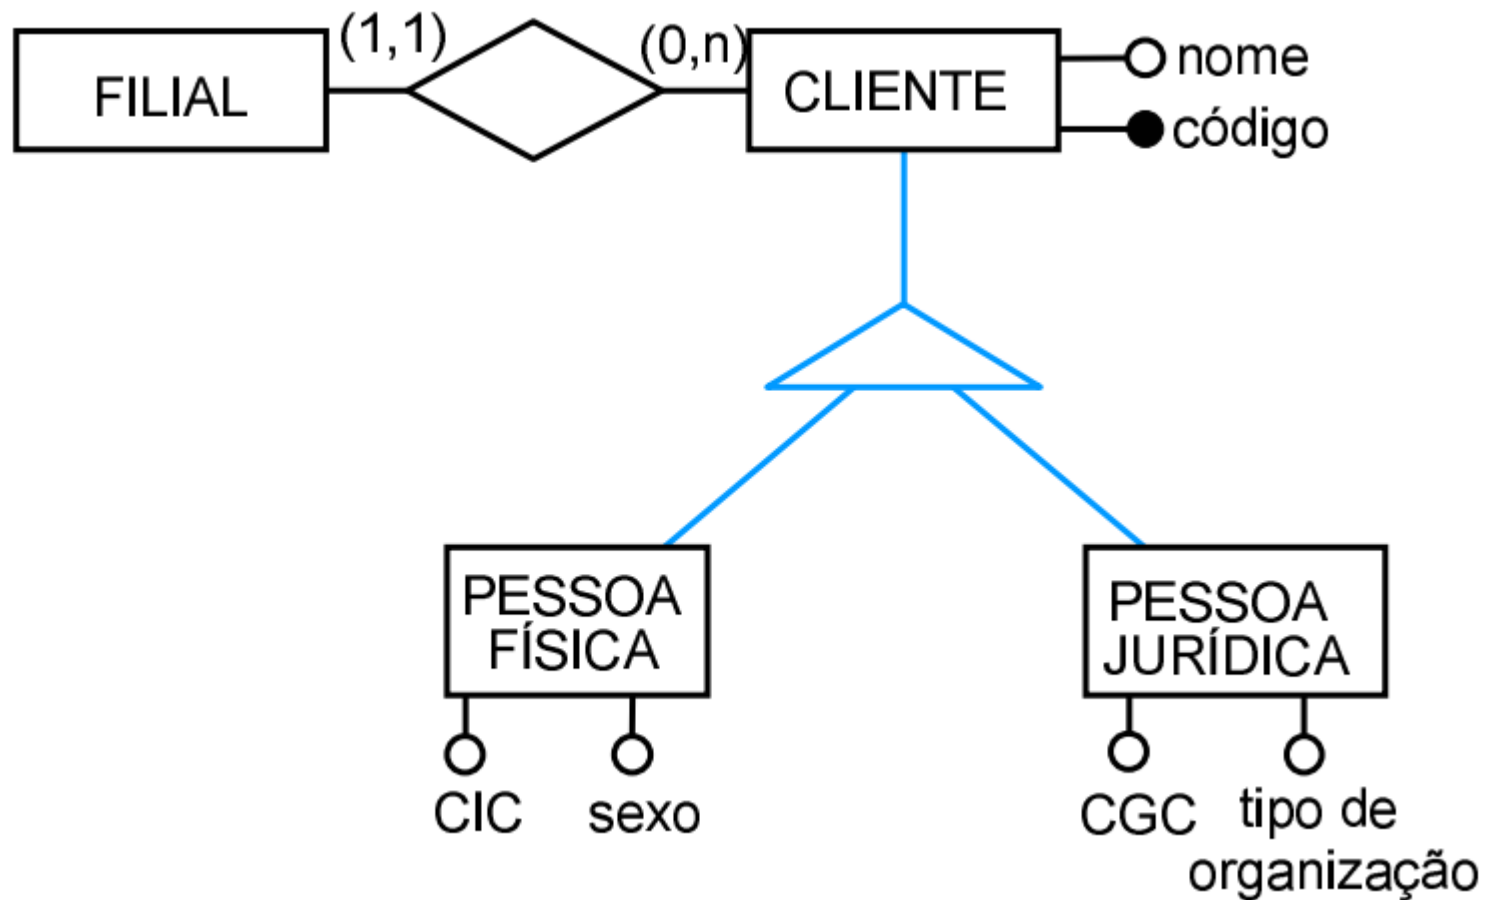 FILIAL
(1,1)
(0,n)
CLIENTE
nome
código
PESSOA
FÍSICA
PESSOA
JURÍDICA
CIC
sexo
CGC
tipo de
organização